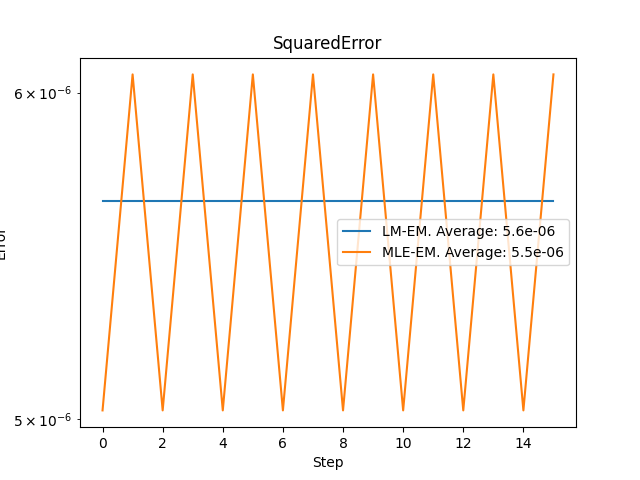 SquaredError
6 × 10⁻⁶
5 × 10⁻⁶
Error
LM-EM. Average: 5.6e-06
MLE-EM. Average: 5.5e-06
0 2 4 6 8 10 12 14
Step